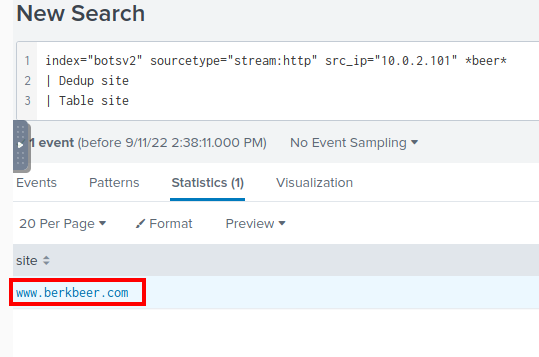 New Search
1 index="botsv2" sourcetype="stream:http" src_ip="10.0.2.101" *beer*
2 | Dedup site
3 | Table site
1 event (before 9/11/22 2:38:11.000 PM) No Event Sampling
Events Patterns Statistics (1) Visualization
20 Per Page Format Preview
site
www.berkbeer.com